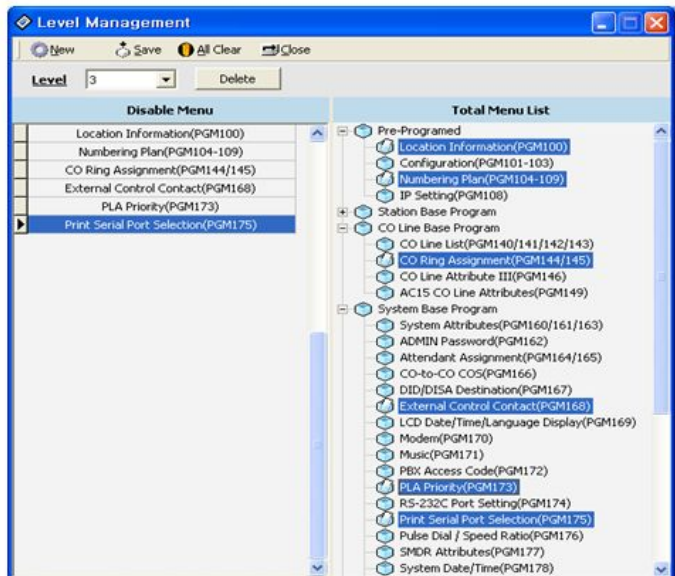 Level Management
New Save All Clear Close
Level 3 Delete
Disable Menu
Location Information(PGM100)
Numbering Plan(PGM104-109)
CO Ring Assignment(PGM144/145)
External Control Contact(PGM168)
PLA Priority(PGM173)
Print Serial Port Selection(PGM175)
Total Menu List
Pre-Programed
Location Information(PGM100)
Configuration(PGM101-103)
Numbering Plan(PGM104-109)
IP Setting(PGM108)
Station Base Program
CO Line Base Program
CO Line List(PGM140/141/142/143)
CO Ring Assignment(PGM144/145)
CO Line Attribute III(PGM146)
AC15 CO Line Attributes(PGM149)
System Base Program
System Attributes(PGM160/161/163)
ADMIN Password(PGM162)
Attendant Assignment(PGM164/165)
CO-to-CO COS(PGM166)
DID/DISA Destination(PGM167)
External Control Contact(PGM168)
LCD Date/Time/Language Display(PGM169)
Modem(PGM170)
Music(PGM171)
PBX Access Code(PGM172)
PLA Priority(PGM173)
RS-232C Port Setting(PGM174)
Print Serial Port Selection(PGM175)
Pulse Dial / Speed Ratio(PGM176)
SMDR Attributes(PGM177)
System Date/Time(PGM178)